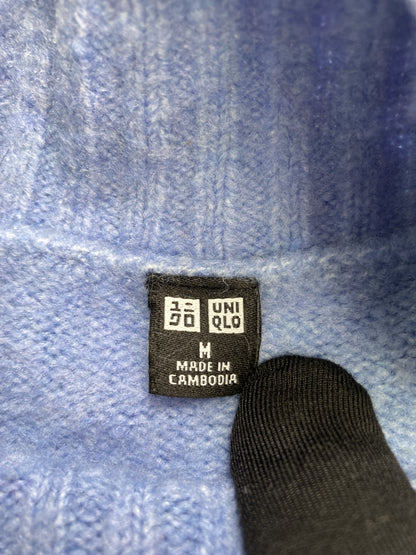 ユニ UNI
クロ QLO
M
MADE IN
CAMBODIA